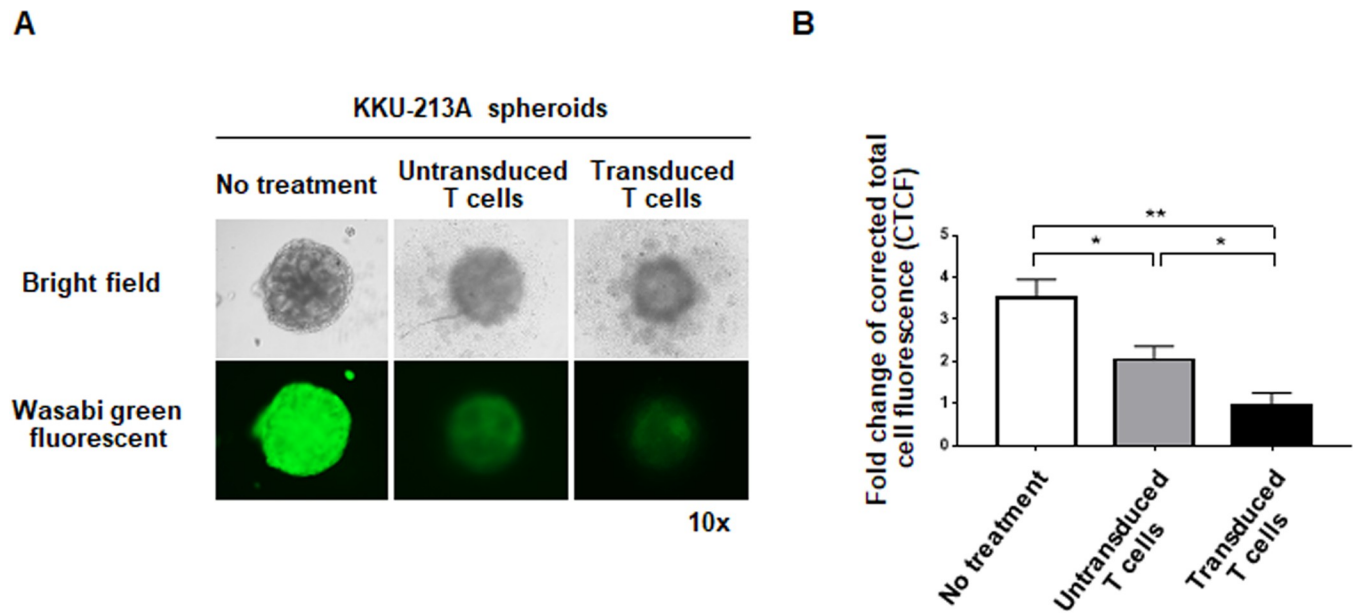 A
KKU-213A spheroids
No treatment
Untransduced
T cells
Transduced
T cells
Bright field
Wasabi green
fluorescent
10x
B
Fold change of corrected total
cell fluorescence (CTCF)
5
4
3
2
1
0
**
*
*
No treatment
Untransduced
T cells
Transduced
T cells